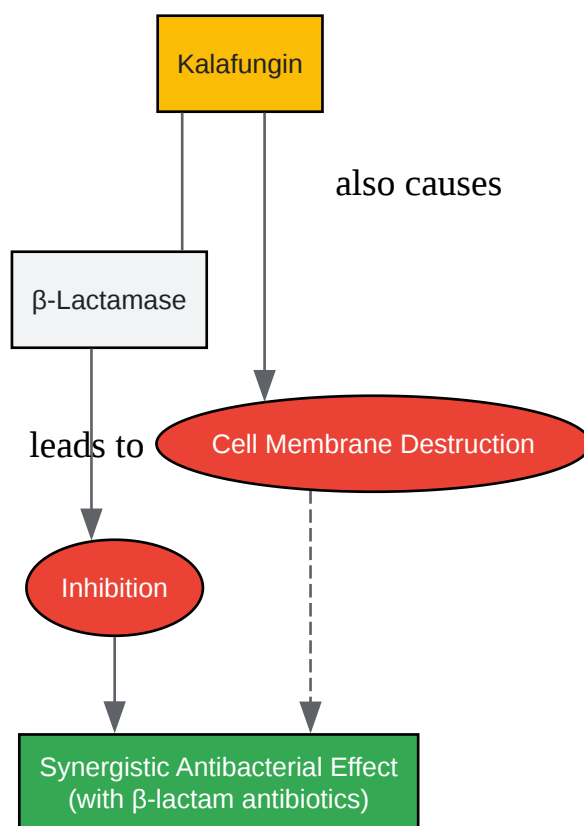 Kalafungin
also causes
β-Lactamase
leads to
Cell Membrane Destruction
Inhibition
Synergistic Antibacterial Effect
(with β-lactam antibiotics)